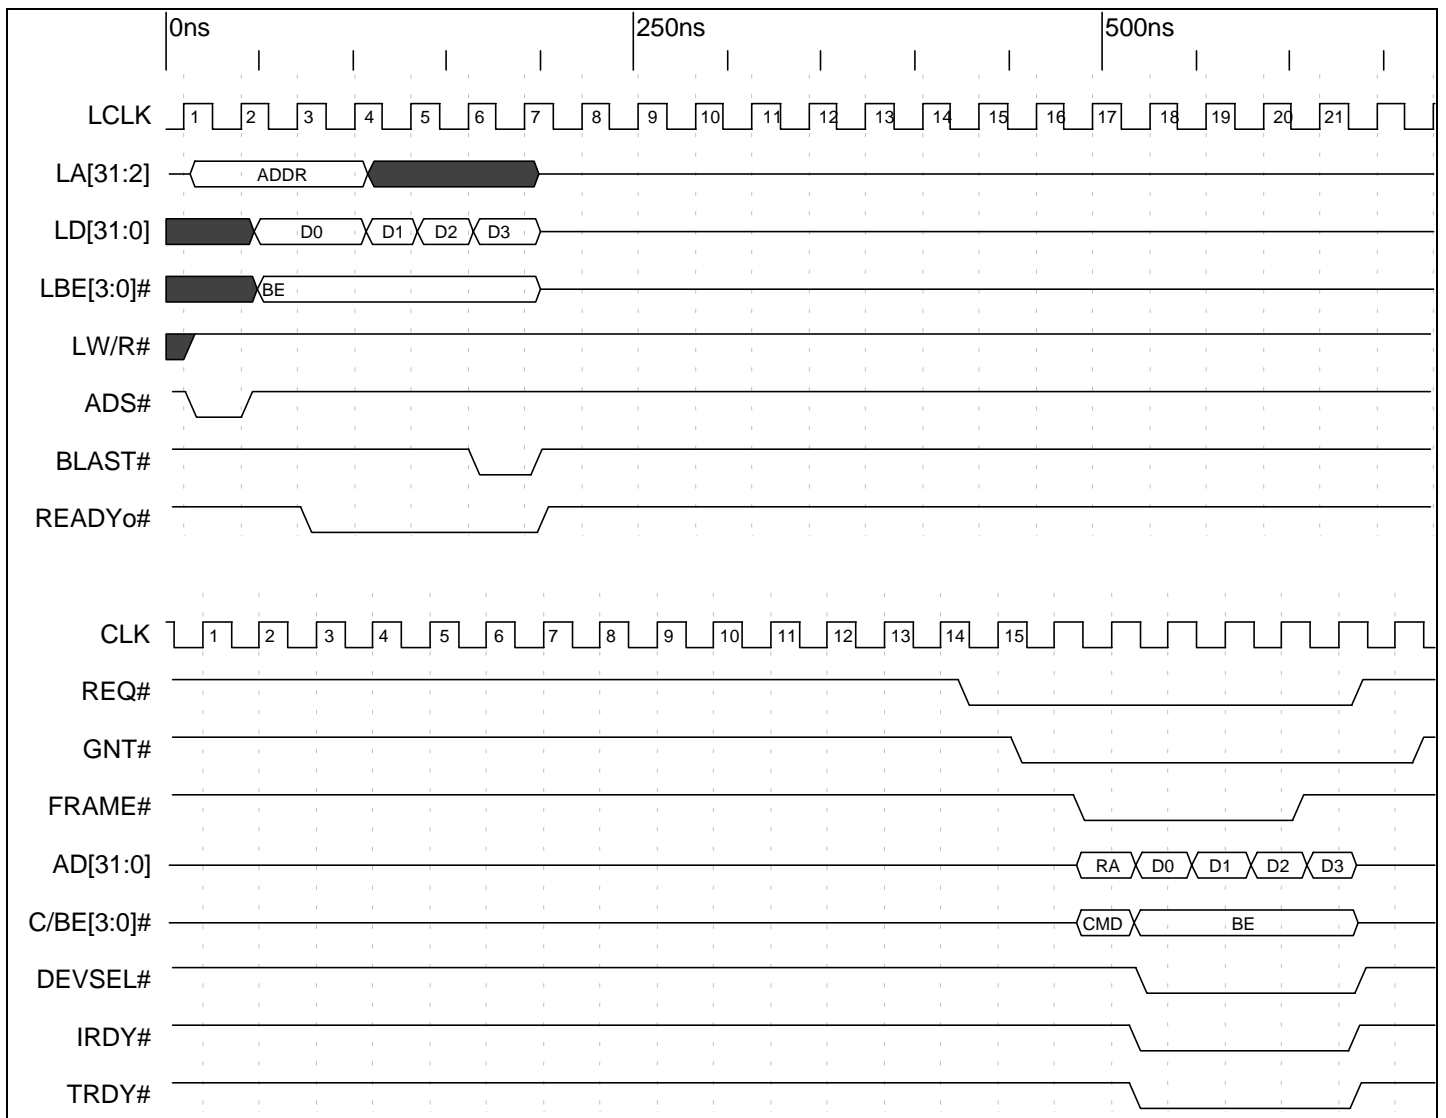 0ns 250ns 500ns
LCLK 1 2 3 4 5 6 7 8 9 10 11 12 13 14 15 16 17 18 19 20 21
LA[31:2] ADDR
LD[31:0] D0 D1 D2 D3
LBE[3:0]# BE
LW/R#
ADS#
BLAST#
READYo#
CLK 1 2 3 4 5 6 7 8 9 10 11 12 13 14 15
REQ#
GNT#
FRAME#
AD[31:0] RA D0 D1 D2 D3
C/BE[3:0]# CMD BE
DEVSEL#
IRDY#
TRDY#